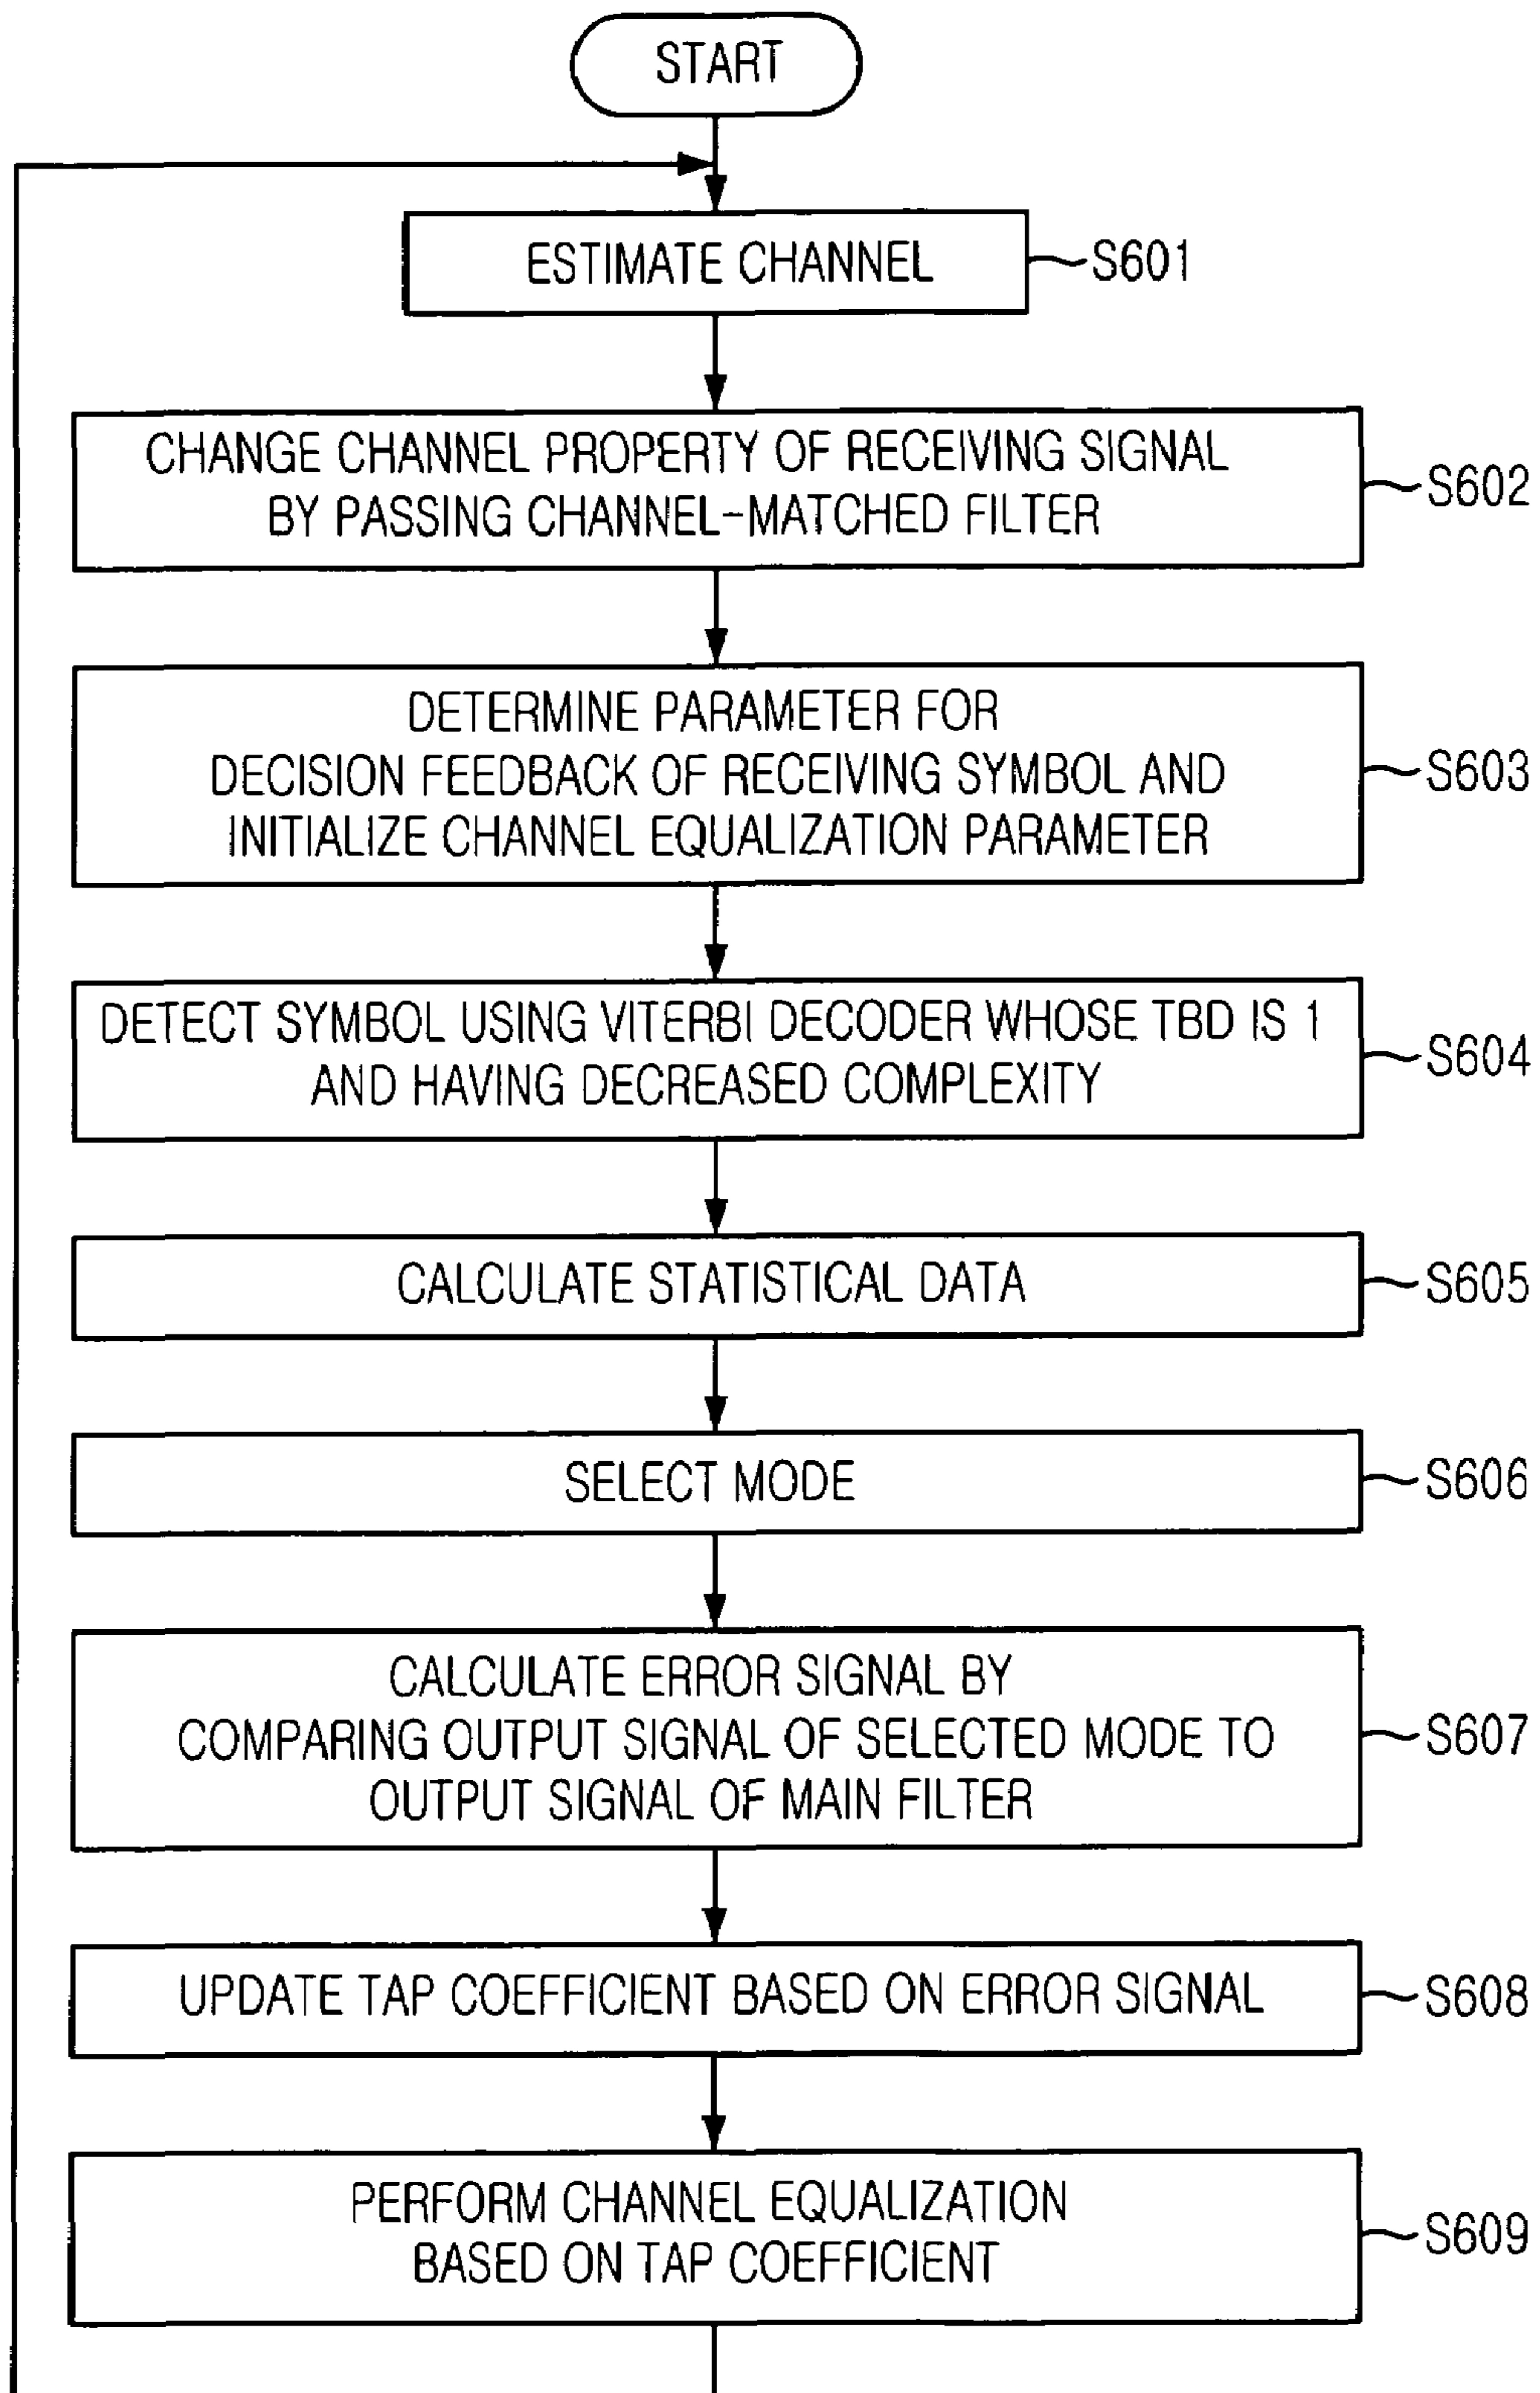 START
ESTIMATE CHANNEL
S601
CHANGE CHANNEL PROPERTY OF RECEIVING SIGNAL
BY PASSING CHANNEL-MATCHED FILTER
S602
DETERMINE PARAMETER FOR
DECISION FEEDBACK OF RECEIVING SYMBOL AND
INITIALIZE CHANNEL EQUALIZATION PARAMETER
S603
DETECT SYMBOL USING VITERBI DECODER WHOSE TBD IS 1
AND HAVING DECREASED COMPLEXITY
S604
CALCULATE STATISTICAL DATA
S605
SELECT MODE
S606
CALCULATE ERROR SIGNAL BY
COMPARING OUTPUT SIGNAL OF SELECTED MODE TO
OUTPUT SIGNAL OF MAIN FILTER
S607
UPDATE TAP COEFFICIENT BASED ON ERROR SIGNAL
S608
PERFORM CHANNEL EQUALIZATION
BASED ON TAP COEFFICIENT
S609